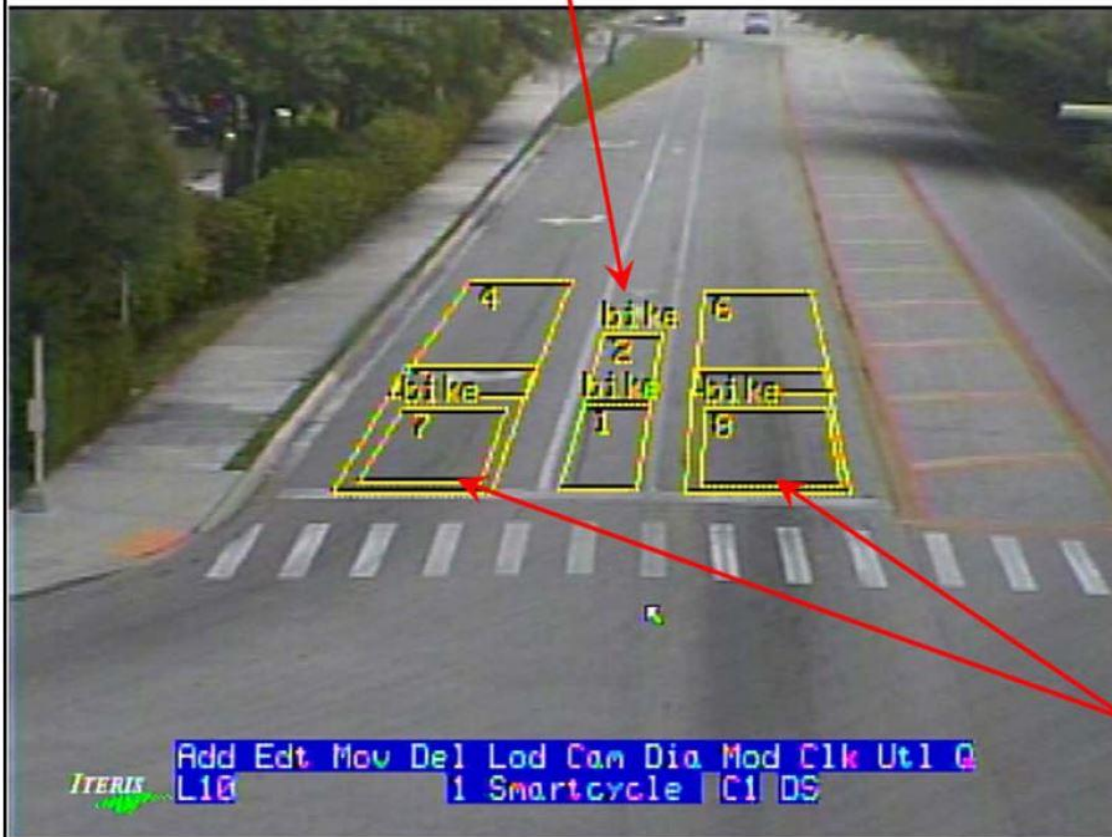 4
6
bike
2
bike
bike
bike
7
1
8
Add Edt Mov Del Lod Cam Dia Mod Clk Utl Q
ITERIS
L10 1 Smartcycle C1 DS